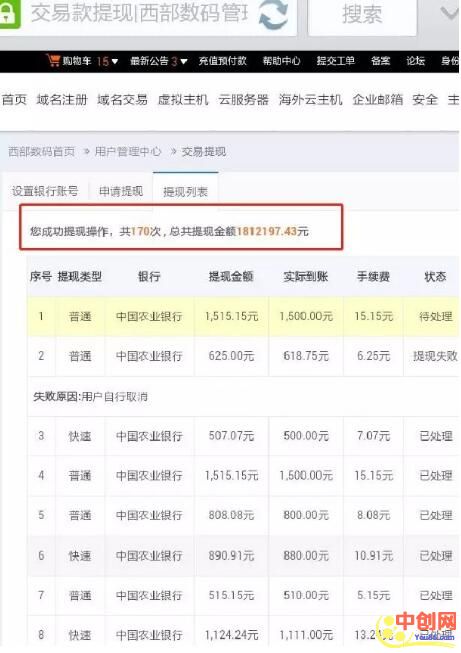 交易款提现|西部数码管理
搜索
购物车 15 最新公告 3 充值预付款 帮助中心 提交工单 备案 论坛 身
首页 域名注册 域名交易 虚拟主机 云服务器 海外云主机 企业邮箱 安全 主
西部数码首页 » 用户管理中心 » 交易提现
设置银行账号 申请提现 提现列表
您成功提现操作，共170次，总共提现金额1812197.43元
序号 提现类型 银行 提现金额 实际到账 手续费 状态
1 普通 中国农业银行 1,515.15元 1,500.00元 15.15元 待处理
2 普通 中国农业银行 625.00元 618.75元 6.25元 提现失败
失败原因:用户自行取消
3 快速 中国农业银行 507.07元 500.00元 7.07元 已处理
4 普通 中国农业银行 1,515.15元 1,500.00元 15.15元 已处理
5 普通 中国农业银行 808.08元 800.00元 8.08元 已处理
6 快速 中国农业银行 890.91元 880.00元 10.91元 已处理
7 普通 中国农业银行 515.15元 510.00元 5.15元 已处理
8 快速 中国农业银行 1,124.24元 1,111.00元 13.24元
中创网